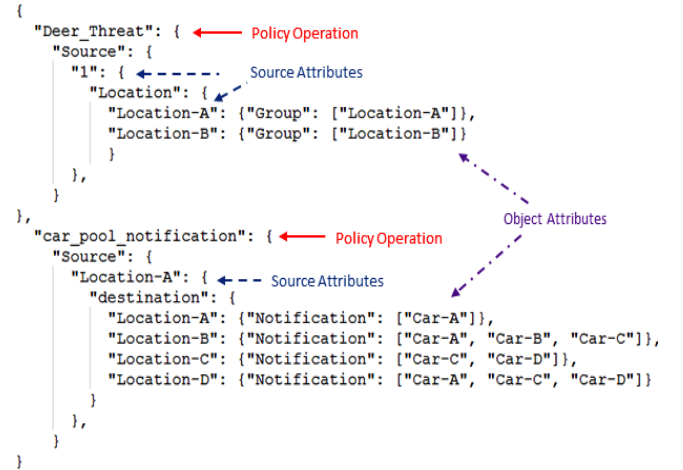 {
"Deer_Threat": { Policy Operation
"Source": {
"1": { Source Attributes
"Location": {
"Location-A": {"Group": ["Location-A"]},
"Location-B": {"Group": ["Location-B"]}
}
},
}
},
Object Attributes
"car_pool_notification": { Policy Operation
"Source": {
"Location-A": { Source Attributes
"destination": {
"Location-A": {"Notification": ["Car-A"]},
"Location-B": {"Notification": ["Car-A", "Car-B", "Car-C"]},
"Location-C": {"Notification": ["Car-C", "Car-D"]},
"Location-D": {"Notification": ["Car-A", "Car-C", "Car-D"]}
}
},
}
}